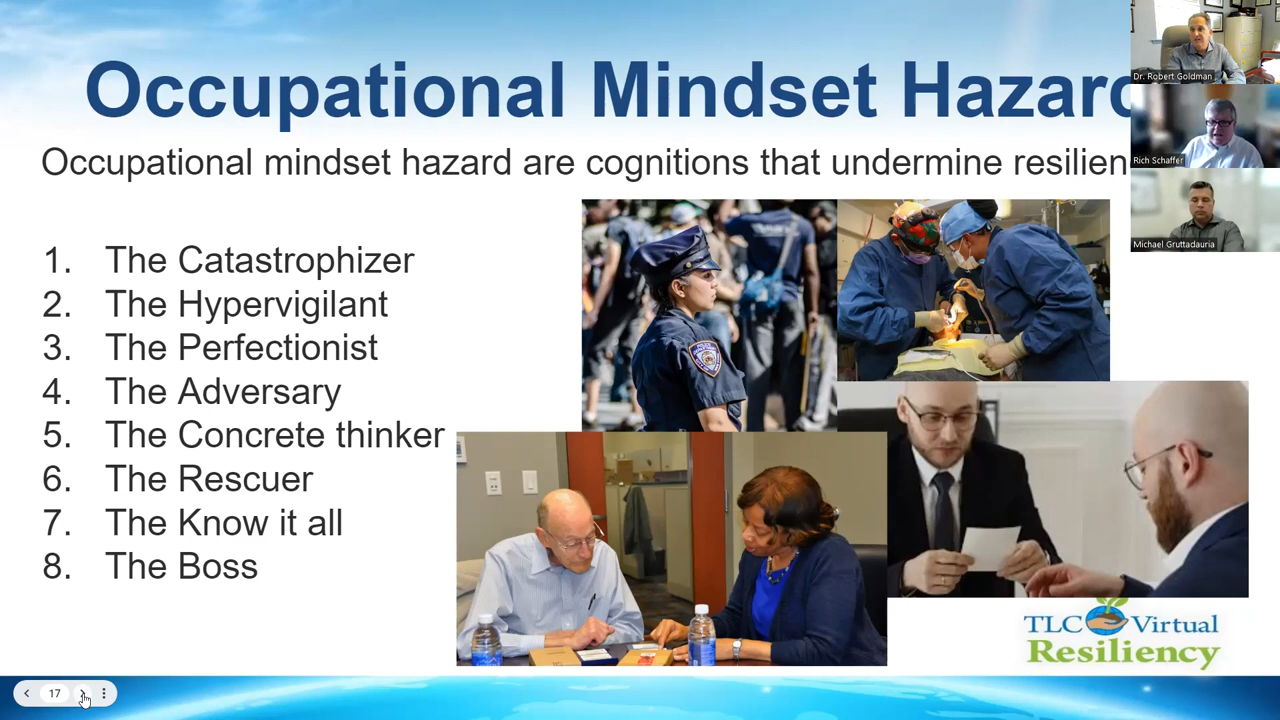 Occupational Mindset Hazard
Occupational mindset hazard are cognitions that undermine resilien
1. The Catastrophizer
2. The Hypervigilant
3. The Perfectionist
4. The Adversary
5. The Concrete thinker
6. The Rescuer
7. The Know it all
8. The Boss
Dr. Robert Goldman
Rich Schaffer
Michael Gruttadauria
TLC Virtual
Resiliency
17